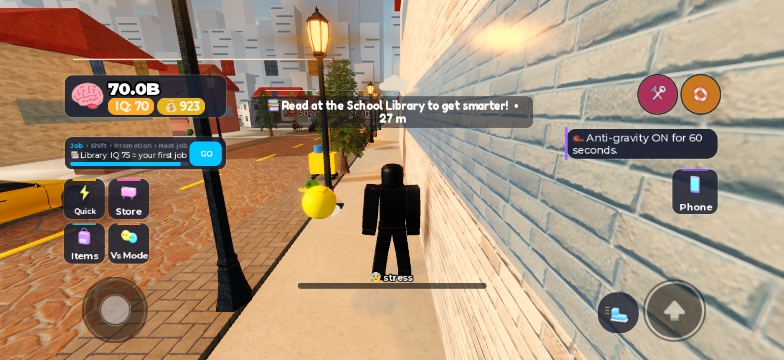 70.0B
IQ: 70
923
Read at the School Library to get smarter! •
27 m
Job › Shift › Promotion › Next job
Library: IQ 75 = your first job
GO
Anti-gravity ON for 60
seconds.
Quick
Store
Phone
Items
Vs Mode
stress